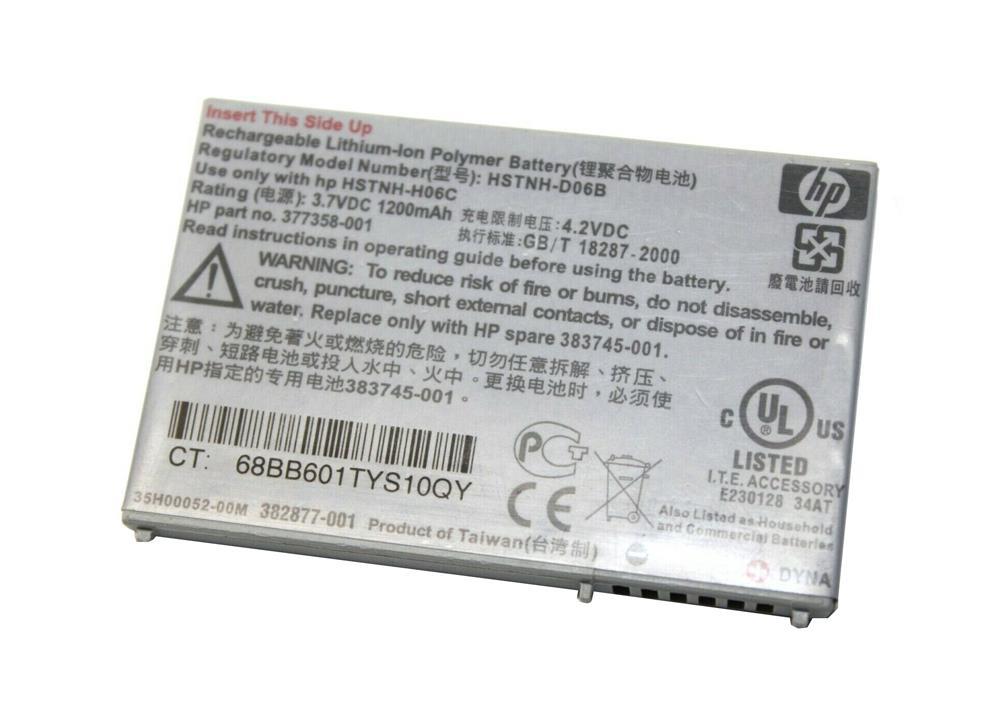 Insert This Side Up
Rechargeable Lithium-Ion Polymer Battery(锂聚合物电池)
Regulatory Model Number(型号): HSTNH-D06B
Use only with hp HSTNH-H06C
Rating (电源): 3.7VDC 1200mAh 充电限制电压:4.2VDC
HP part no. 377358-001 执行标准:GB/T 18287-2000
Read instructions in operating guide before using the battery.
WARNING: To reduce risk of fire or burns, do not disassemble,
crush, puncture, short external contacts, or dispose of in fire or
water. Replace only with HP spare 383745-001.
注意:为避免著火或燃烧的危险,切勿任意拆解、挤压、
穿刺、短路电池或投入水中、火中。更换电池时,必须使
用HP指定的专用电池383745-001。
hp
廢電池請回收
CT: 68BB601TYS10QY
35H00052-00M 382877-001 Product of Taiwan(台湾制)
PG
CE
C UL US
®
LISTED
I.T.E. ACCESSORY
E230128 34AT
Also Listed as Household
and Commercial Batteries
DYNA